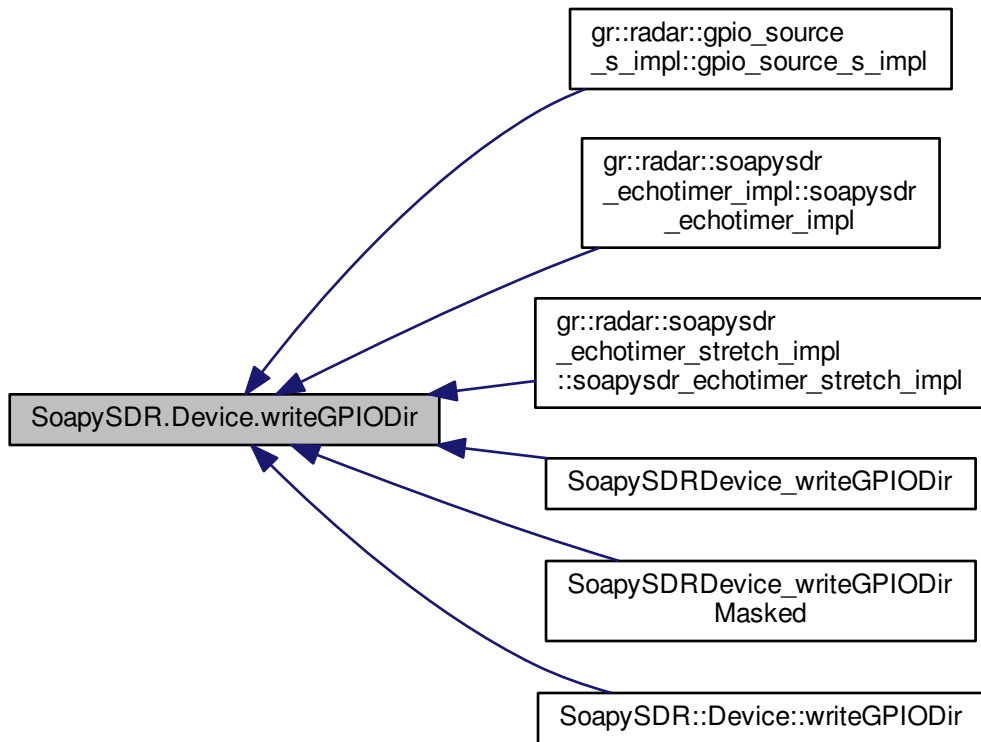 gr::radar::gpio_source
_s_impl::gpio_source_s_impl
gr::radar::soapysdr
_echotimer_impl::soapysdr
_echotimer_impl
gr::radar::soapysdr
_echotimer_stretch_impl
::soapysdr_echotimer_stretch_impl
SoapySDR.Device.writeGPIODir
SoapySDRDevice_writeGPIODir
SoapySDRDevice_writeGPIODir
Masked
SoapySDR::Device::writeGPIODir